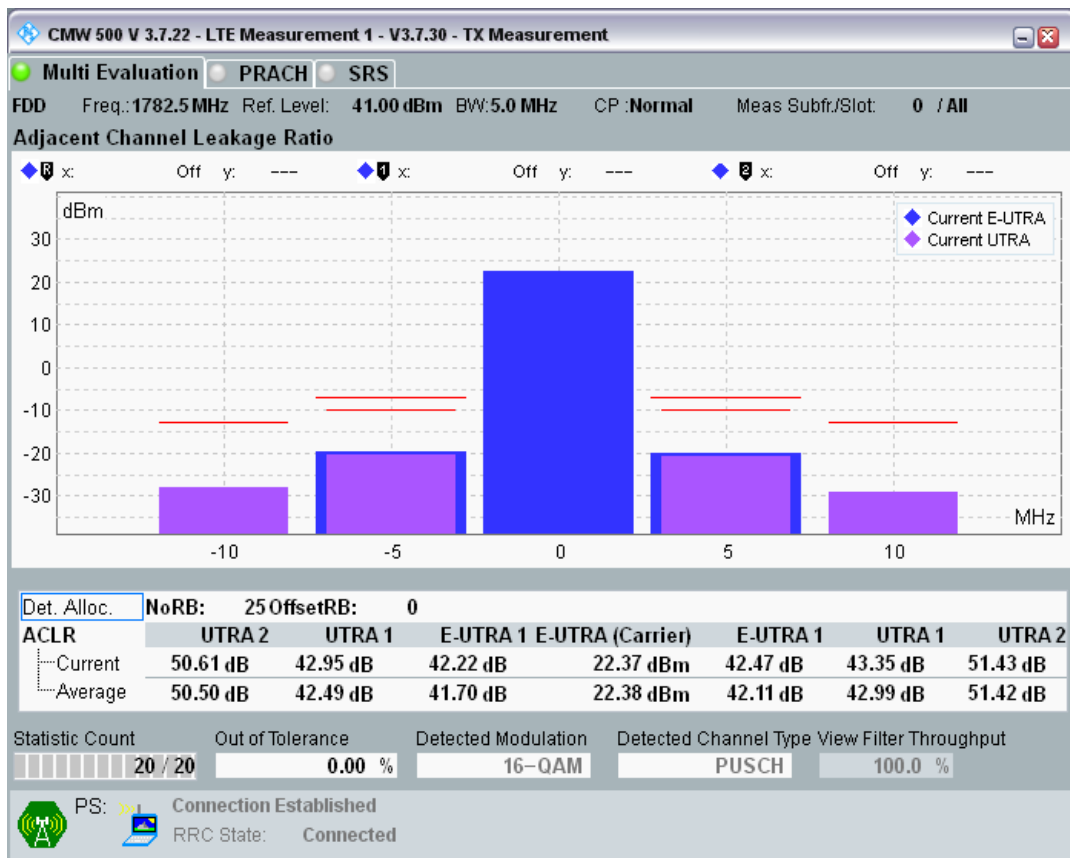 CMW 500 V 3.7.22 - LTE Measurement 1 - V3.7.30 - TX Measurement
Multi Evaluation PRACH SRS
FDD Freq.: 1782.5 MHz Ref. Level: 41.00 dBm BW: 5.0 MHz CP : Normal Meas Subfr./Slot: 0 / All
Adjacent Channel Leakage Ratio
R x: Off y: --- 1 x: Off y: --- 2 x: Off y: ---
dBm
Current E-UTRA
Current UTRA
30
20
10
0
-10
-20
-30
MHz
-10 -5 0 5 10
Det. Alloc. NoRB: 25 OffsetRB: 0
ACLR UTRA 2 UTRA 1 E-UTRA 1 E-UTRA (Carrier) E-UTRA 1 UTRA 1 UTRA 2
Current 50.61 dB 42.95 dB 42.22 dB 22.37 dBm 42.47 dB 43.35 dB 51.43 dB
Average 50.50 dB 42.49 dB 41.70 dB 22.38 dBm 42.11 dB 42.99 dB 51.42 dB
Statistic Count Out of Tolerance Detected Modulation Detected Channel Type View Filter Throughput
20 / 20 0.00 % 16-QAM PUSCH 100.0 %
PS: Connection Established
RRC State: Connected